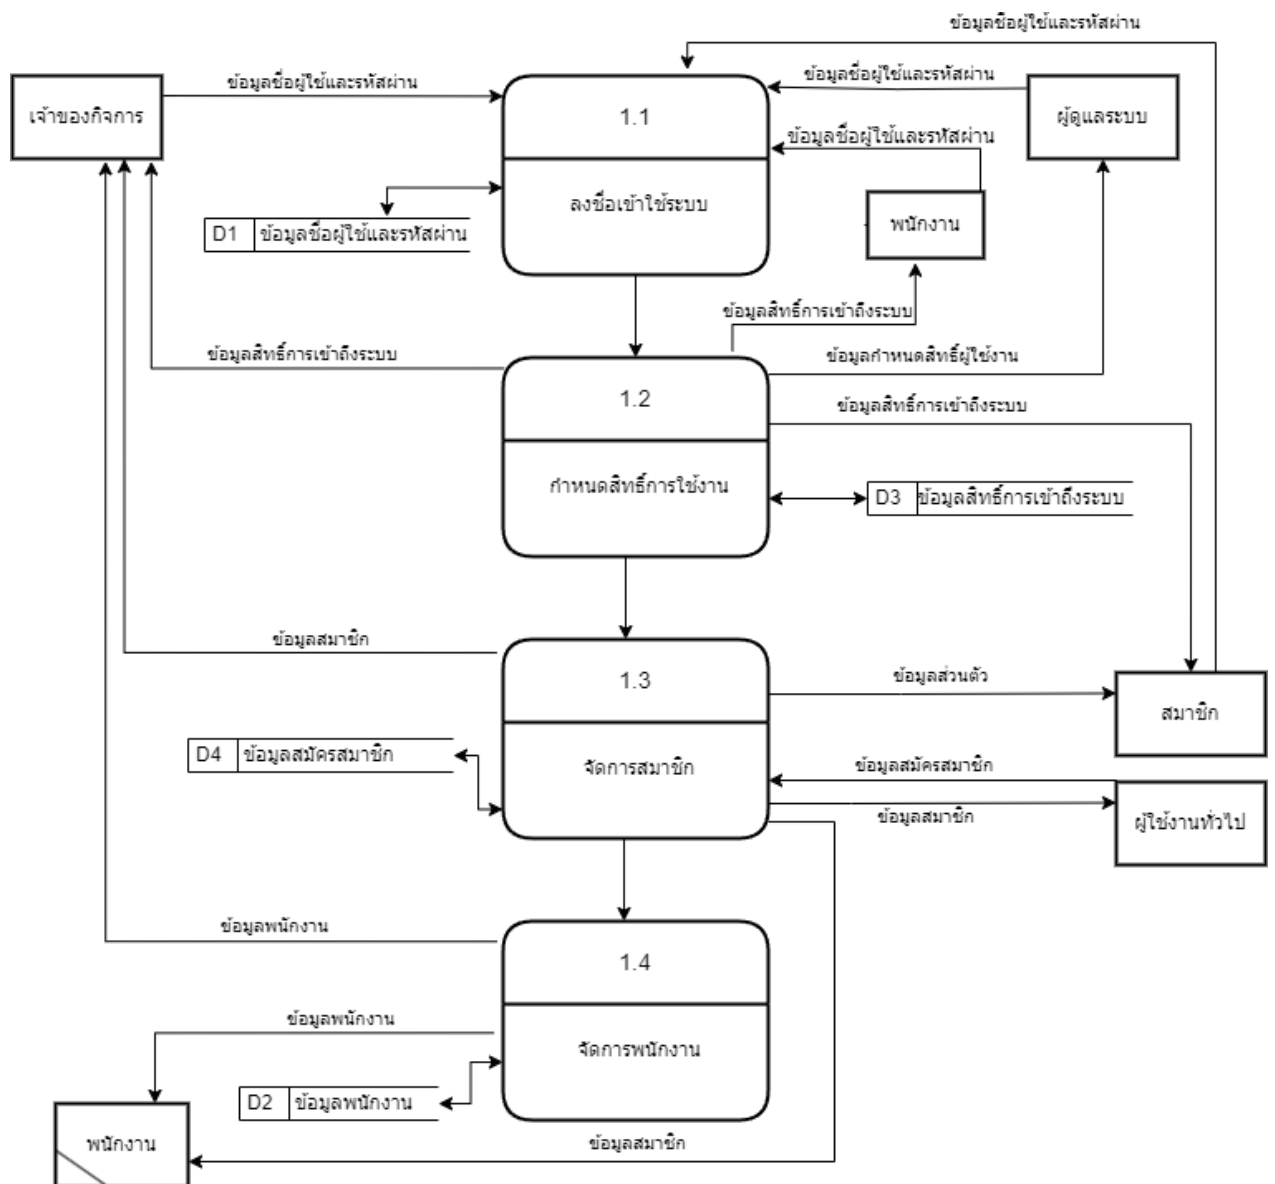 ข้อมูลชื่อผู้ใช้และรหัสผ่าน
ข้อมูลชื่อผู้ใช้และรหัสผ่าน
ข้อมูลชื่อผู้ใช้และรหัสผ่าน
เจ้าของกิจการ
1.1
ผู้ดูแลระบบ
ข้อมูลชื่อผู้ใช้และรหัสผ่าน
ลงชื่อเข้าใช้ระบบ
พนักงาน
D1 ข้อมูลชื่อผู้ใช้และรหัสผ่าน
ข้อมูลสิทธิ์การเข้าถึงระบบ
ข้อมูลสิทธิ์การเข้าถึงระบบ
ข้อมูลกำหนดสิทธิ์ผู้ใช้งาน
1.2
ข้อมูลสิทธิ์การเข้าถึงระบบ
กำหนดสิทธิ์การใช้งาน
D3 ข้อมูลสิทธิ์การเข้าถึงระบบ
ข้อมูลสมาชิก
1.3
ข้อมูลส่วนตัว
สมาชิก
D4 ข้อมูลสมัครสมาชิก
จัดการสมาชิก
ข้อมูลสมัครสมาชิก
ข้อมูลสมาชิก
ผู้ใช้งานทั่วไป
ข้อมูลพนักงาน
1.4
ข้อมูลพนักงาน
จัดการพนักงาน
D2 ข้อมูลพนักงาน
พนักงาน
ข้อมูลสมาชิก